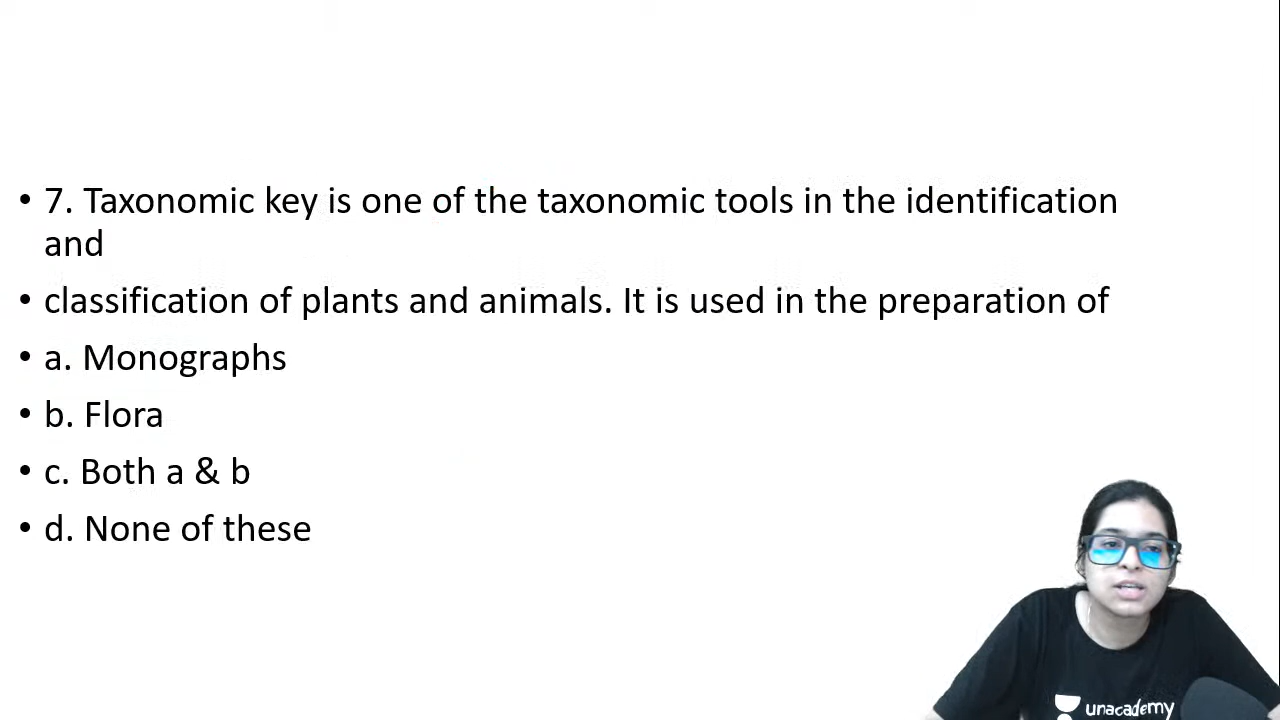 • 7. Taxonomic key is one of the taxonomic tools in the identification
and
• classification of plants and animals. It is used in the preparation of
• a. Monographs
• b. Flora
• c. Both a & b
• d. None of these
unacademy